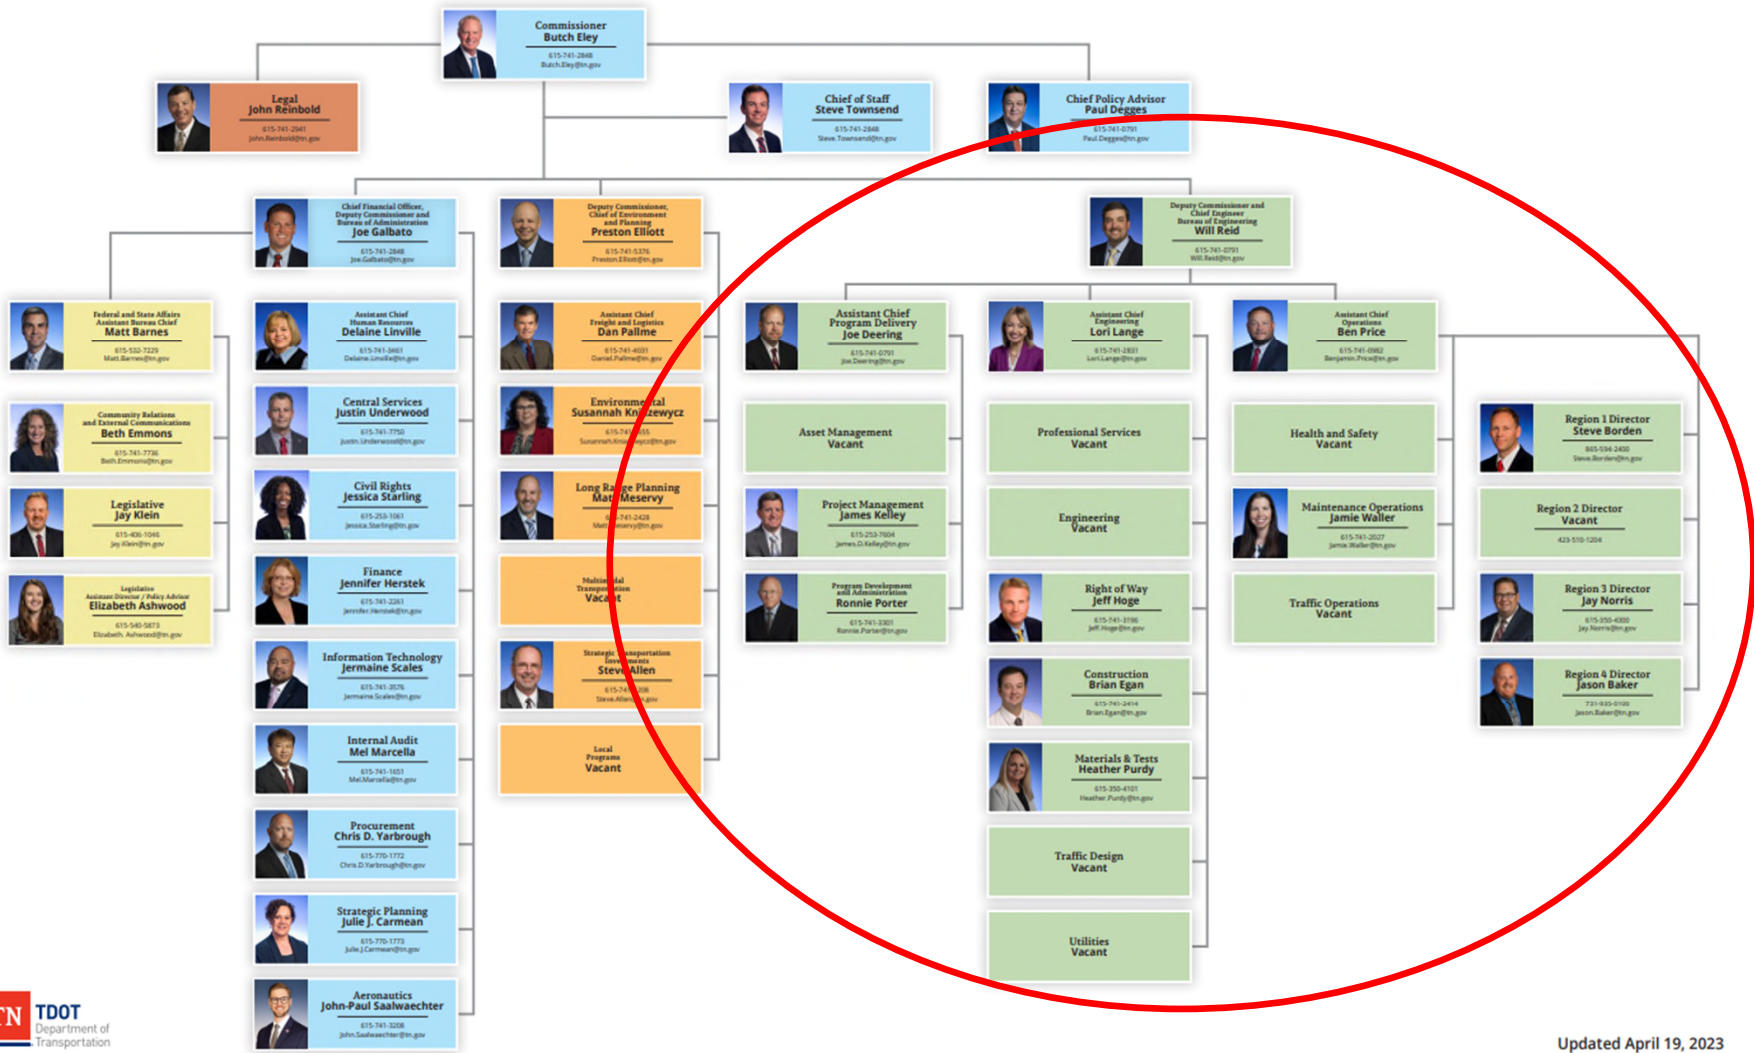 Commissioner
Butch Eley
615-741-2848
Butch.Eley@tn.gov
Legal
John Reinbold
615-741-2941
John.Reinbold@tn.gov
Chief of Staff
Steve Townsend
615-741-2848
Steve.Townsend@tn.gov
Chief Policy Advisor
Paul Degges
615-741-0791
Paul.Degges@tn.gov
Chief Financial Officer,
Deputy Commissioner and
Bureau of Administration
Joe Galbato
615-741-2848
Joe.Galbato@tn.gov
Deputy Commissioner,
Chief of Environment
and Planning
Preston Elliott
615-741-5376
Preston.Elliott@tn.gov
Deputy Commissioner and
Chief Engineer
Bureau of Engineering
Will Reid
615-741-0791
Will.Reid@tn.gov
Federal and State Affairs
Assistant Bureau Chief
Matt Barnes
615-532-7229
Matt.Barnes@tn.gov
Community Relations
and External Communications
Beth Emmons
615-741-7736
Beth.Emmons@tn.gov
Legislative
Jay Klein
615-406-1046
Jay.Klein@tn.gov
Legislative
Assistant Director / Policy Advisor
Elizabeth Ashwood
615-540-5873
Elizabeth. Ashwood@tn.gov
Assistant Chief
Human Resources
Delaine Linville
615-741-3461
Delaine.Linville@tn.gov
Central Services
Justin Underwood
615-741-7750
Justin.Underwood@tn.gov
Civil Rights
Jessica Starling
615-253-1061
Jessica.Starling@tn.gov
Finance
Jennifer Herstek
615-741-2261
Jennifer.Herstek@tn.gov
Information Technology
Jermaine Scales
615-741-3576
Jermaine.Scales@tn.gov
Internal Audit
Mel Marcella
615-741-1651
Mel.Marcella@tn.gov
Procurement
Chris D. Yarbrough
615-770-1772
Chris.D.Yarbrough@tn.gov
Strategic Planning
Julie J. Carmean
615-770-1773
Julie.J.Carmean@tn.gov
Aeronautics
John-Paul Saalwaechter
615-741-3208
John.Saalwaechter@tn.gov
Assistant Chief
Freight and Logistics
Dan Pallme
615-741-4031
Daniel.Pallme@tn.gov
Environmental
Susannah Kniazewycz
Long Range Planning
Matt Meservy
Matt.Meservy@tn.gov
Multimodal
Transportation
Vacant
Strategic Transportation
Investments
Steve Allen
Steve.Allen@tn.gov
Local
Programs
Vacant
Assistant Chief
Program Delivery
Joe Deering
615-741-0791
Joe.Deering@tn.gov
Asset Management
Vacant
Project Management
James Kelley
615-253-7604
James.D.Kelley@tn.gov
Program Development
and Administration
Ronnie Porter
615-741-3301
Ronnie.Porter@tn.gov
Assistant Chief
Engineering
Lori Lange
615-741-2831
Lori.Lange@tn.gov
Professional Services
Vacant
Engineering
Vacant
Right of Way
Jeff Hoge
615-741-3196
Jeff.Hoge@tn.gov
Construction
Brian Egan
615-741-2414
Brian.Egan@tn.gov
Materials & Tests
Heather Purdy
615-350-4101
Heather.Purdy@tn.gov
Traffic Design
Vacant
Utilities
Vacant
Assistant Chief
Operations
Ben Price
615-741-0982
Benjamin.Price@tn.gov
Health and Safety
Vacant
Maintenance Operations
Jamie Waller
615-741-2027
Jamie.Waller@tn.gov
Traffic Operations
Vacant
Region 1 Director
Steve Borden
865-594-2400
Steve.Borden@tn.gov
Region 2 Director
Vacant
423-510-1204
Region 3 Director
Jay Norris
615-350-4300
Jay.Norris@tn.gov
Region 4 Director
Jason Baker
731-935-0100
Jason.Baker@tn.gov
TN
TDOT
Department of
Transportation
Updated April 19, 2023